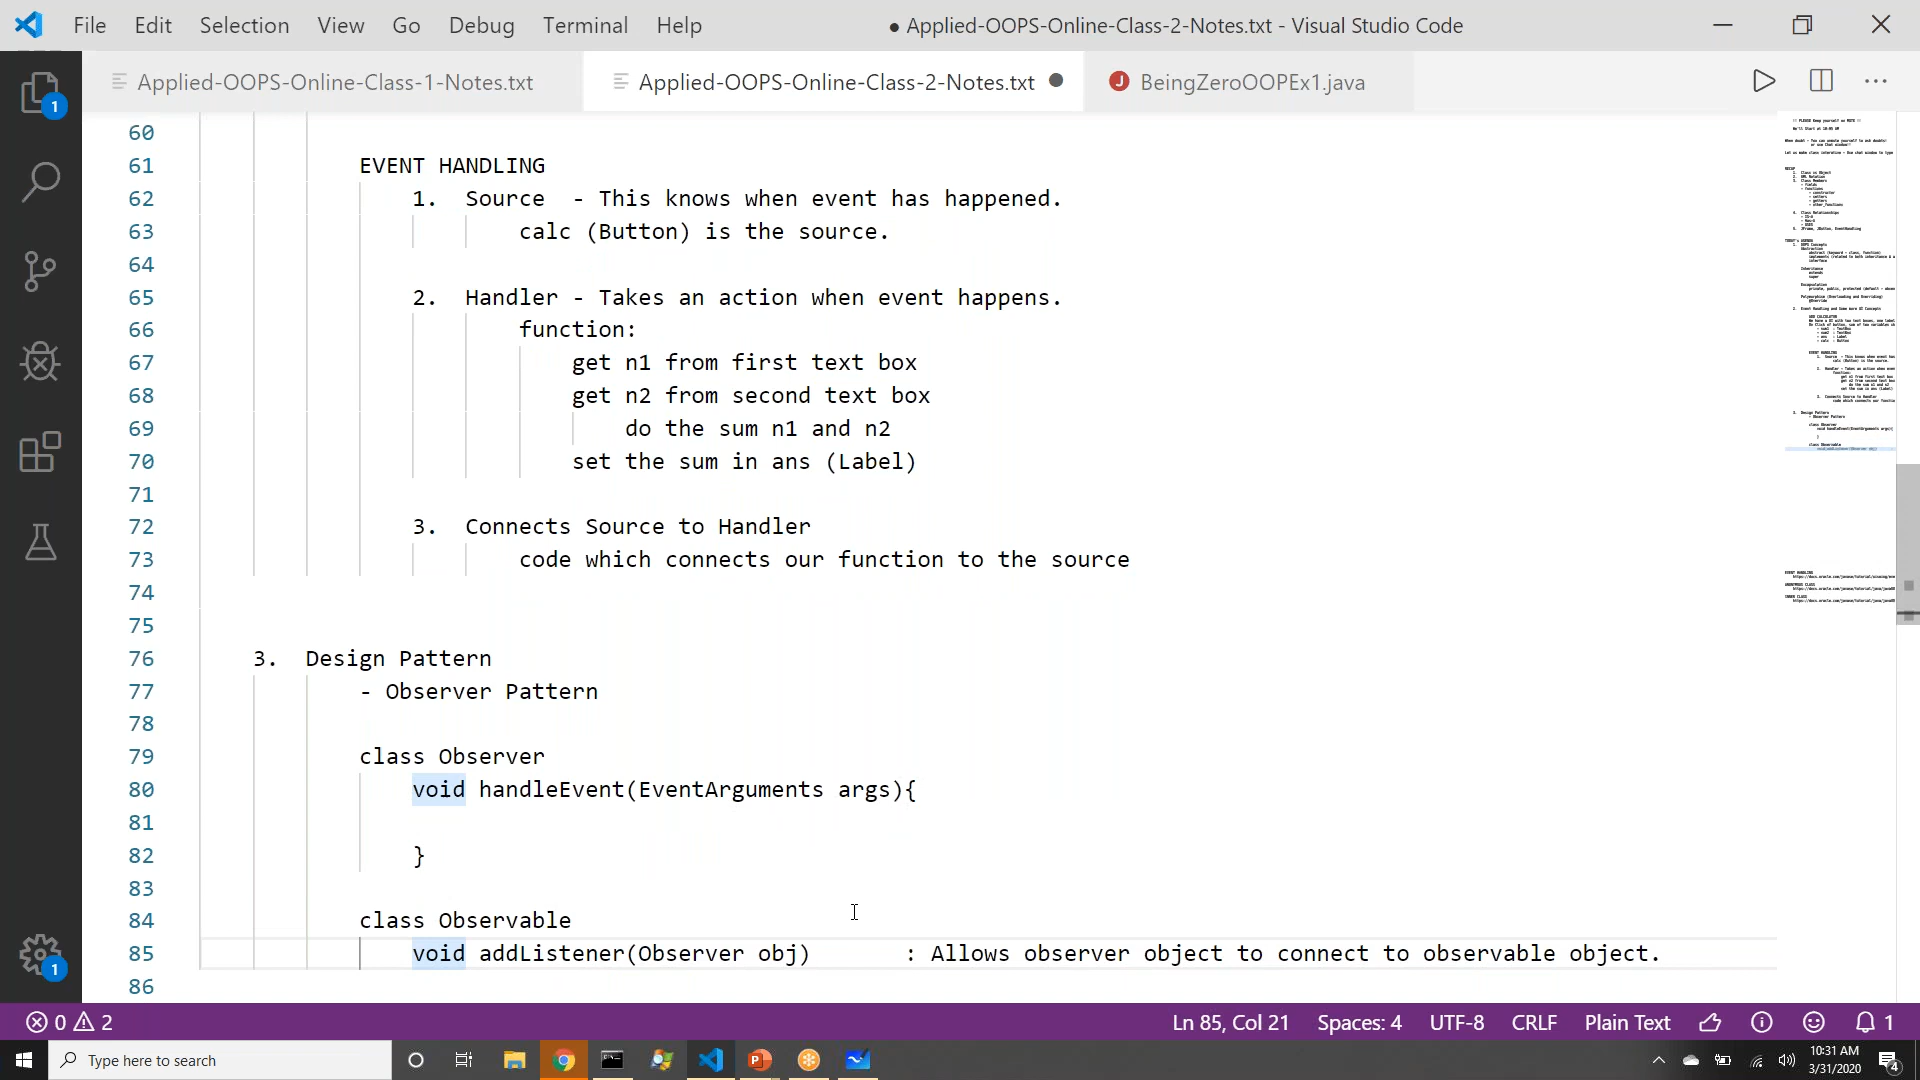 File Edit Selection View Go Debug Terminal Help ● Applied-OOPS-Online-Class-2-Notes.txt - Visual Studio Code
Applied-OOPS-Online-Class-1-Notes.txt Applied-OOPS-Online-Class-2-Notes.txt J BeingZeroOOPEx1.java
1
60
61 EVENT HANDLING
62 1. Source - This knows when event has happened.
63 calc (Button) is the source.
64
65 2. Handler - Takes an action when event happens.
66 function:
67 get n1 from first text box
68 get n2 from second text box
69 do the sum n1 and n2
70 set the sum in ans (Label)
71
72 3. Connects Source to Handler
73 code which connects our function to the source
74
75
76 3. Design Pattern
77 - Observer Pattern
78
79 class Observer
80 void handleEvent(EventArguments args){
81
82 }
83
84 class Observable
85 void addListener(Observer obj) : Allows observer object to connect to observable object.
86
1
0 2 Ln 85, Col 21 Spaces: 4 UTF-8 CRLF Plain Text 1
Type here to search
10:31 AM
3/31/2020
4